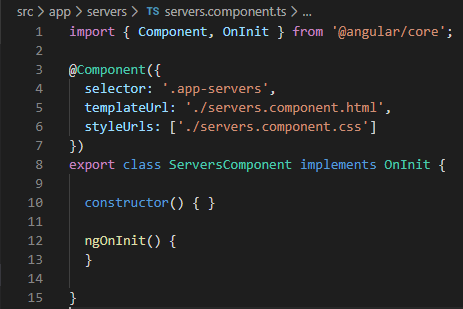 src > app > servers > TS servers.component.ts > ...
1 import { Component, OnInit } from '@angular/core';
2
3 @Component({
4   selector: '.app-servers',
5   templateUrl: './servers.component.html',
6   styleUrls: ['./servers.component.css']
7 })
8 export class ServersComponent implements OnInit {
9
10   constructor() { }
11
12   ngOnInit() {
13   }
14
15 }